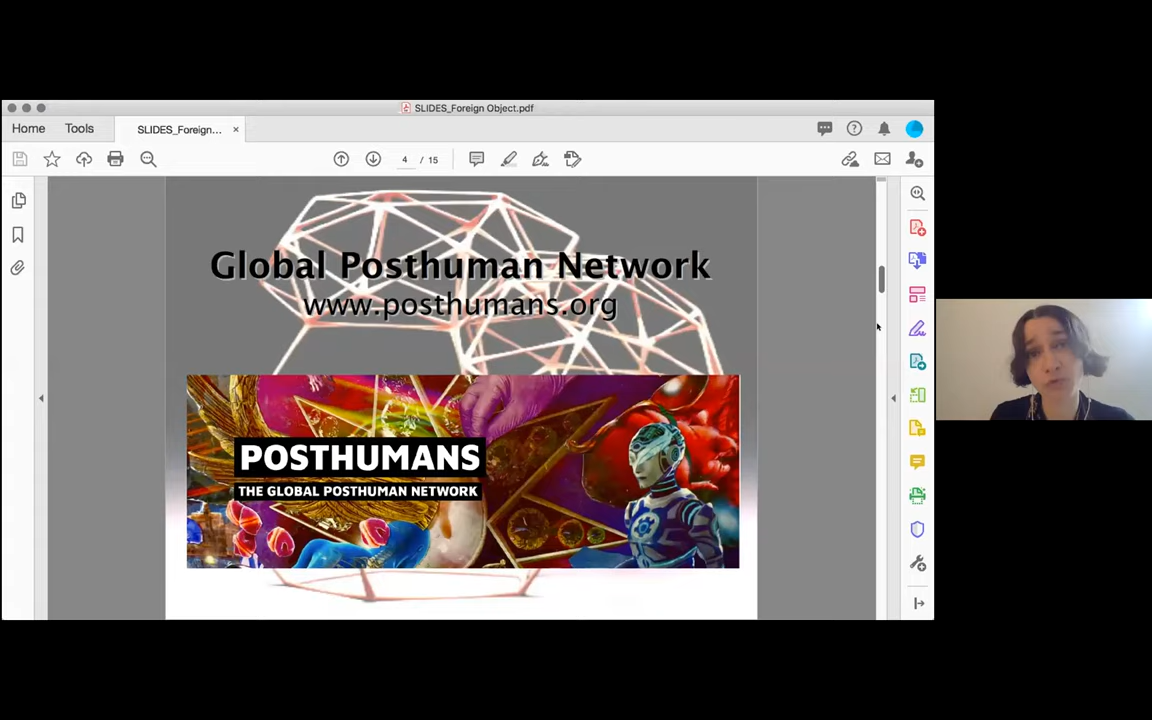 SLIDES_Foreign Object.pdf
Home
Tools
SLIDES_Foreign...
4 / 15
Global Posthuman Network
www.posthumans.org
POSTHUMANS
THE GLOBAL POSTHUMAN NETWORK